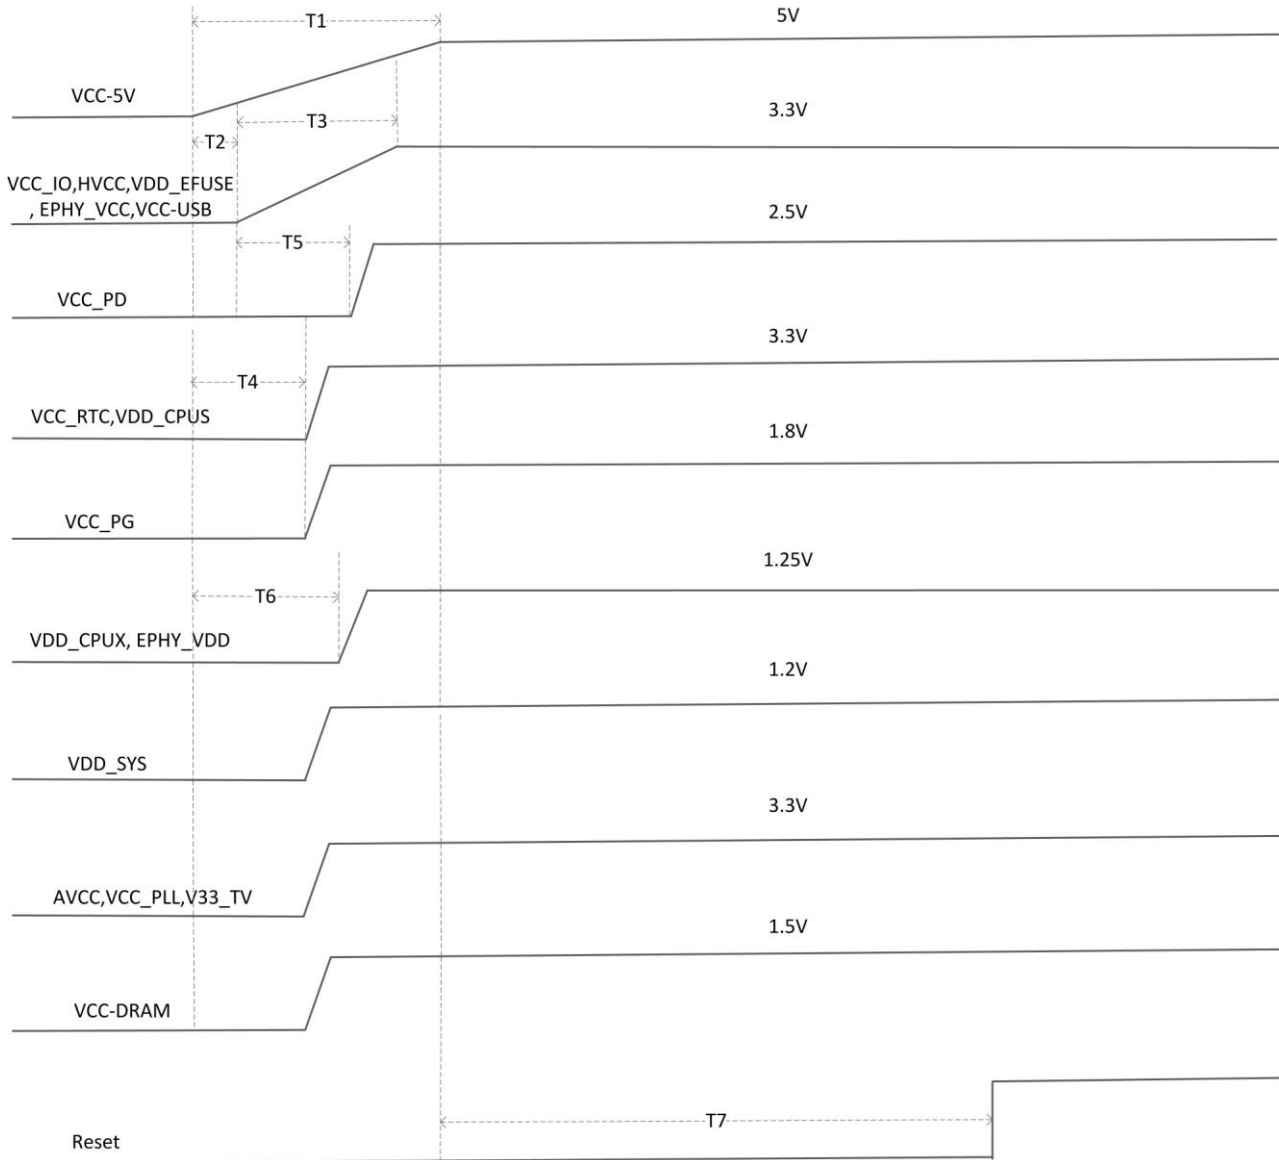 T1
5V
VCC-5V
T2
T3
3.3V
VCC_IO,HVCC,VDD_EFUSE
, EPHY_VCC,VCC-USB
2.5V
T5
VCC_PD
3.3V
T4
VCC_RTC,VDD_CPUS
1.8V
VCC_PG
1.25V
T6
VDD_CPUX, EPHY_VDD
1.2V
VDD_SYS
3.3V
AVCC,VCC_PLL,V33_TV
1.5V
VCC-DRAM
T7
Reset